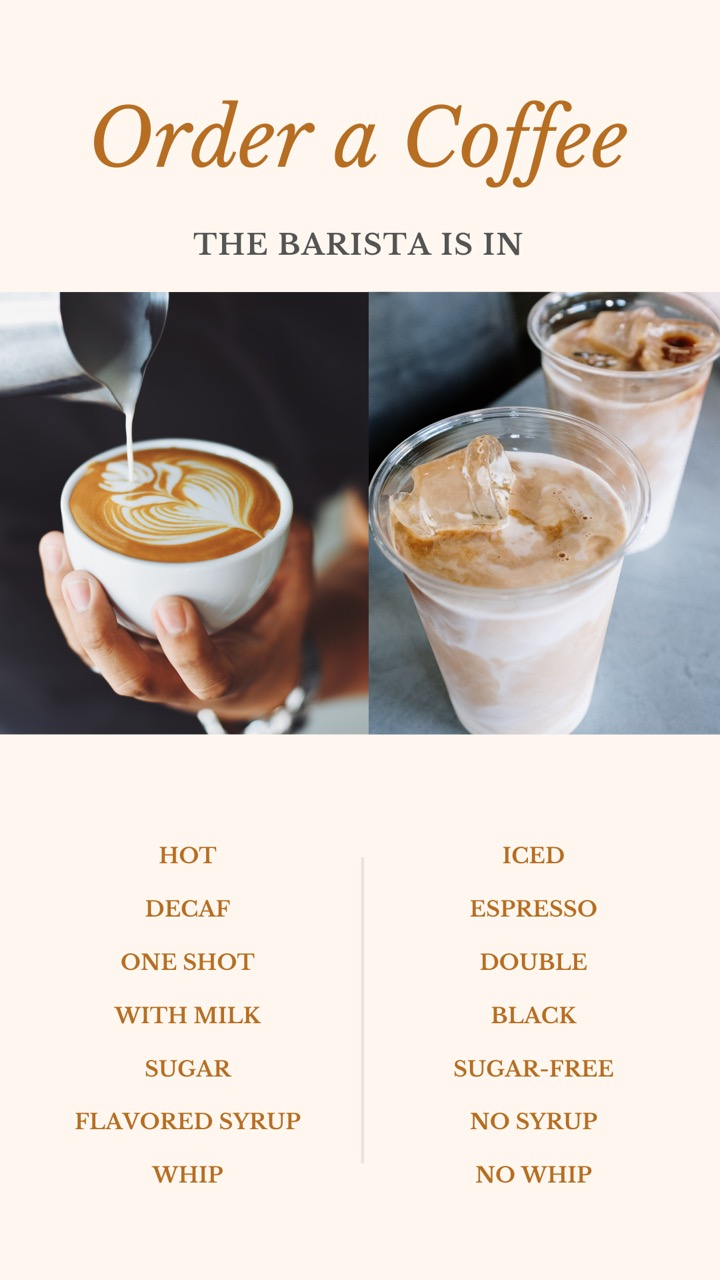 Order a Coffee
THE BARISTA IS IN
HOT
DECAF
ONE SHOT
WITH MILK
SUGAR
FLAVORED SYRUP
WHIP
ICED
ESPRESSO
DOUBLE
BLACK
SUGAR-FREE
NO SYRUP
NO WHIP